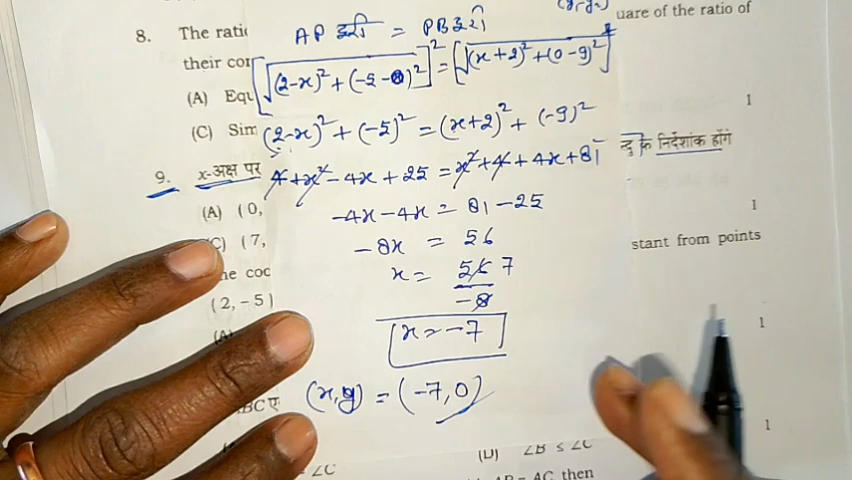 8. The ratio
AP दूरी = PB दूरी
uare of the ratio of
their cor
[√(2-x)²+(-5-0)²]² = [√(x+2)²+(0-9)²]²
(A) Equ
1
(C) Sim
(2-x)²+(-5)² = (x+2)²+(-9)²
9. x-अक्ष पर
के निर्देशांक होंगे
4+x²-4x+25 = x²+4+4x+81
(A) (0,
-4x-4x = 81-25
1
(C) (7,
-8x = 56
stant from points
he coc
x = 56 7
(2, -5)
-8
(A)
x = -7
1
ABC ए
(x,y) = (-7,0)
1
(D) ∠B ≤ ∠C
∠C
AB = AC, then